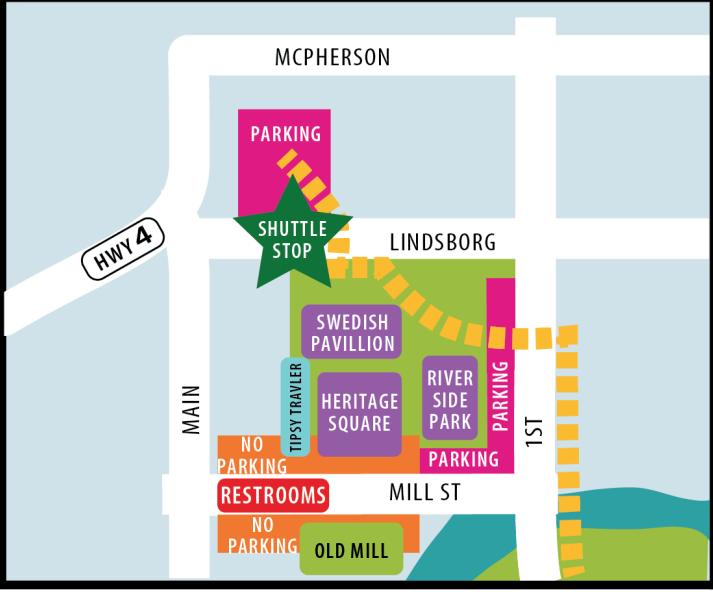 MCPHERSON
PARKING
HWY 4
SHUTTLE
STOP
LINDSBORG
SWEDISH
PAVILLION
TIPSY TRAVLER
HERITAGE
SQUARE
RIVER
SIDE
PARK
PARKING
MAIN
1ST
NO
PARKING
PARKING
RESTROOMS
MILL ST
NO
PARKING
OLD MILL